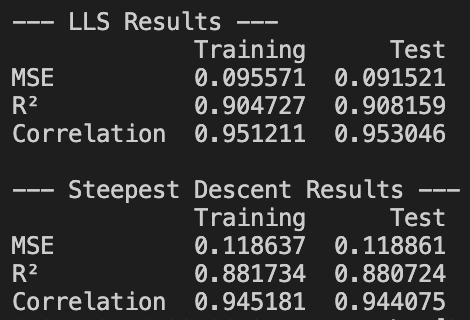 --- LLS Results ---
Training Test
MSE 0.095571 0.091521
R² 0.904727 0.908159
Correlation 0.951211 0.953046
--- Steepest Descent Results ---
Training Test
MSE 0.118637 0.118861
R² 0.881734 0.880724
Correlation 0.945181 0.944075